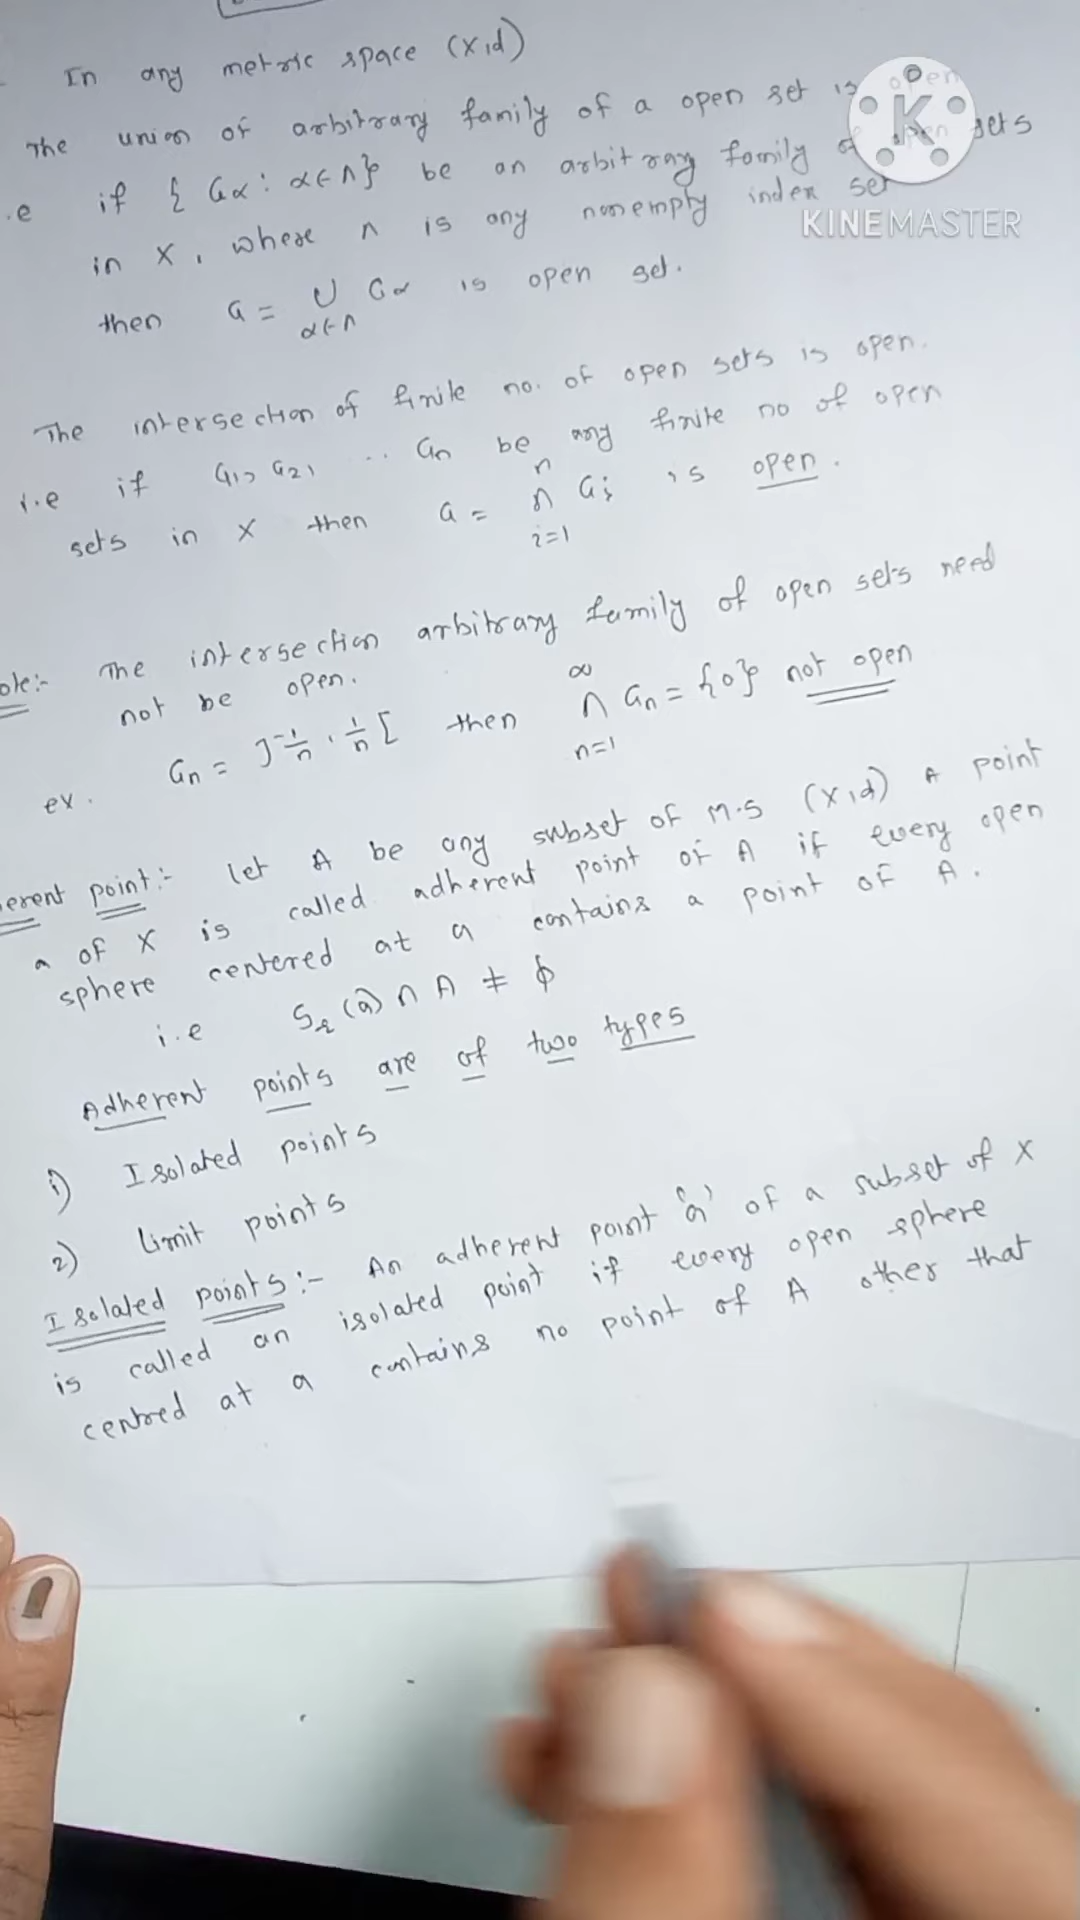 In any metric space (X,d)
The union of arbitrary family of a open set is open
.e if { Gα : α∈Λ} be an arbitrary family of open sets
in X, where Λ is any nonempty index set
then G = ∪ Gα is open set.
α∈Λ
The intersection of finite no. of open sets is open.
i.e if G1, G2, ... Gn be any finite no of open
sets in X then G = ∩ Gi is open.
n
i=1
ole:- The intersection arbitrary family of open sets need
not be open.
ex. Gn = ]-1/n, 1/n[ then ∩ Gn = {0} not open
∞
n=1
erent point:- let A be any subset of M.S (X,d) A point
a of X is called adherent point of A if every open
sphere centered at a contains a point of A.
i.e Sr(a) ∩ A ≠ ϕ
Adherent points are of two types
1) Isolated points
2) Limit points
Isolated points:- An adherent point 'a' of a subset of X
is called an isolated point if every open sphere
centred at a contains no point of A other that
K
KINEMASTER